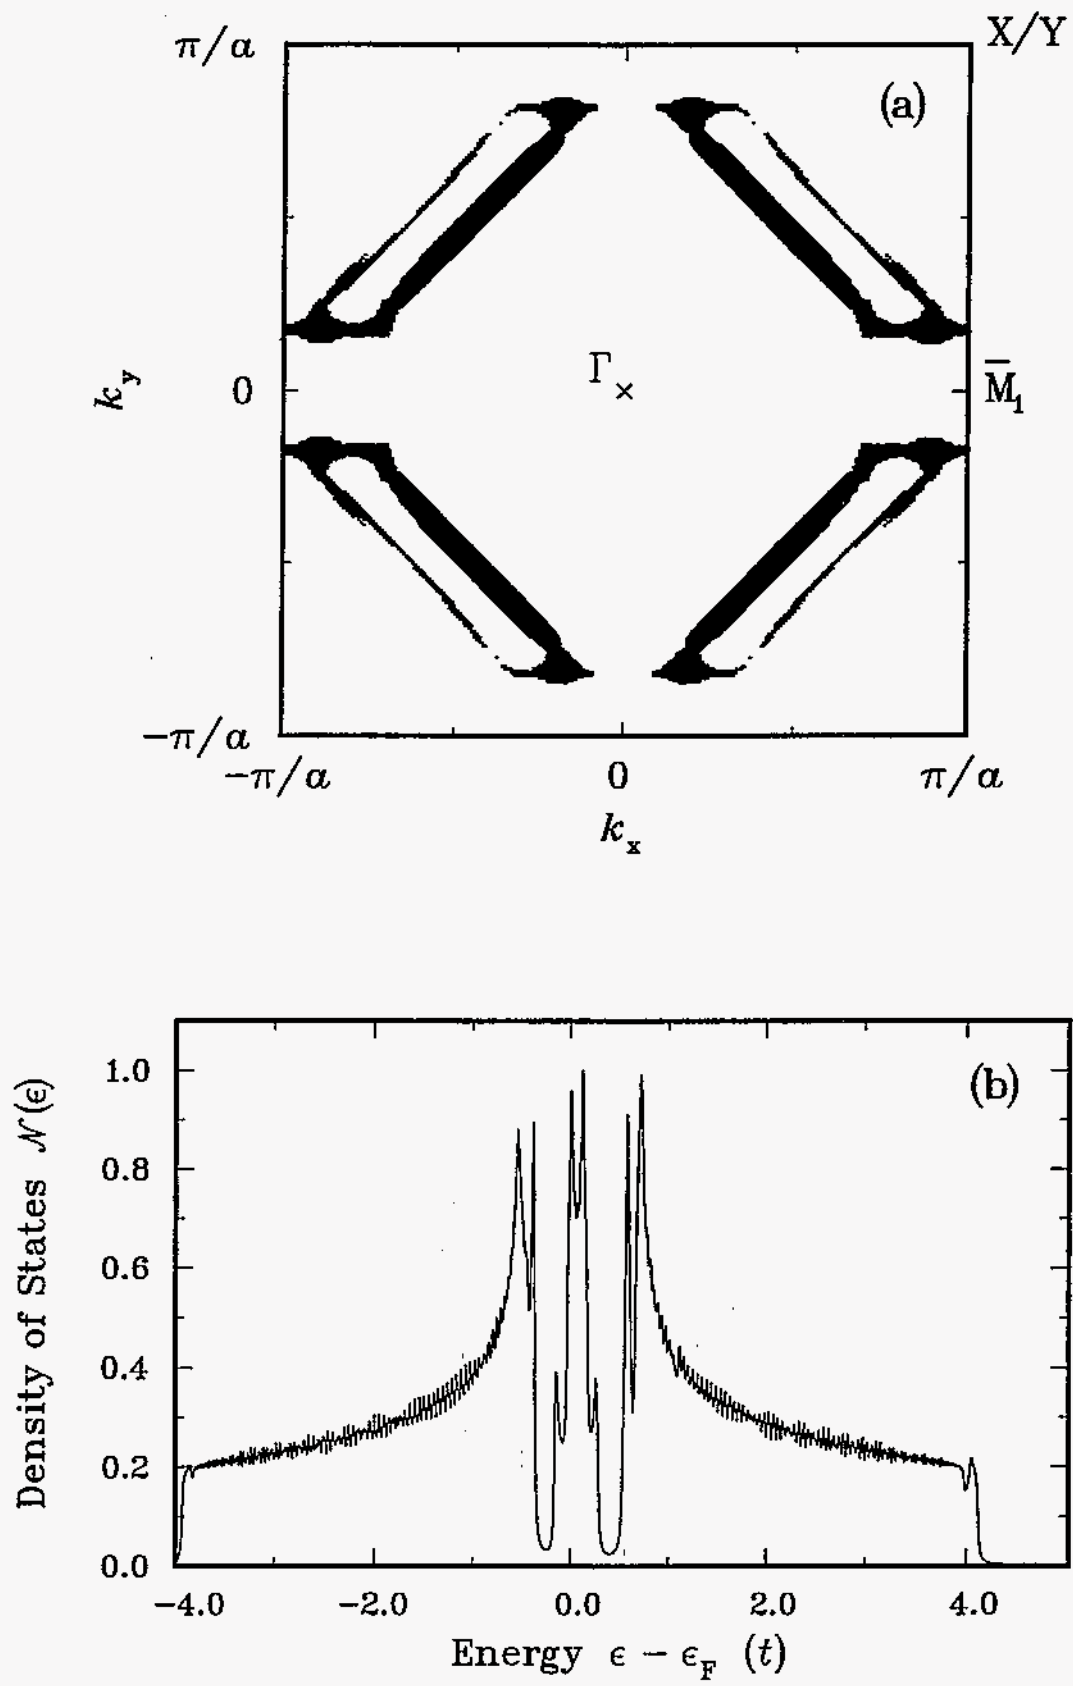 π/a
X/Y
(a)
Γ
k_y
0
M̅₁
-π/a
-π/a
0
π/a
k_x
(b)
1.0
0.8
0.6
0.4
0.2
0.0
Density of States 𝒩(ϵ)
-4.0
-2.0
0.0
2.0
4.0
Energy ϵ − ϵ_F (t)